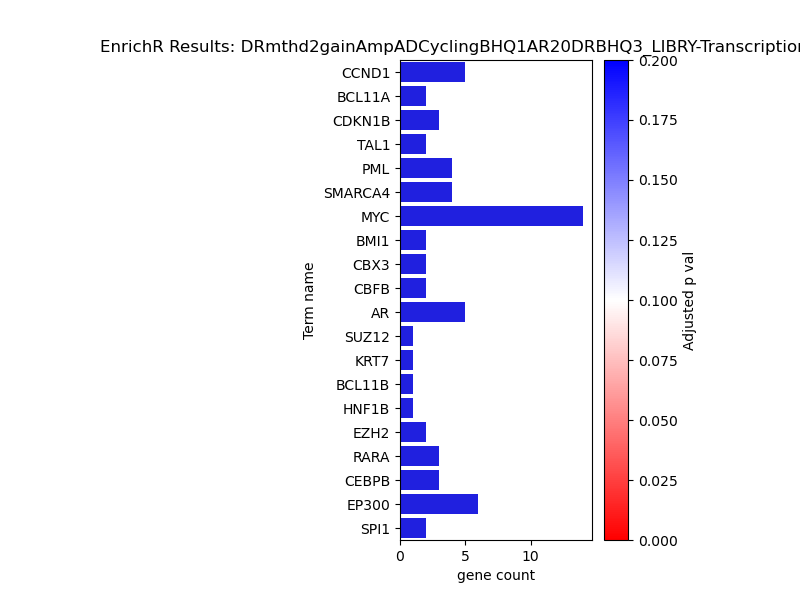 EnrichR Results: DRmthd2gainAmpADCyclingBHQ1AR20DRBHQ3_LIBRY-Transcription
CCND1
BCL11A
CDKN1B
TAL1
PML
SMARCA4
MYC
BMI1
CBX3
CBFB
AR
SUZ12
KRT7
BCL11B
HNF1B
EZH2
RARA
CEBPB
EP300
SPI1
Term name
0 5 10
gene count
0.200
0.175
0.150
0.125
0.100
0.075
0.050
0.025
0.000
Adjusted p val